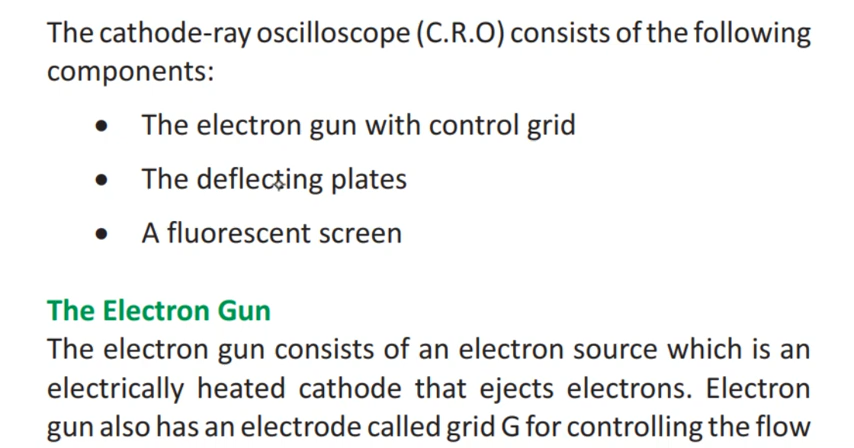 The cathode-ray oscilloscope (C.R.O) consists of the following
components:
• The electron gun with control grid
• The deflecting plates
• A fluorescent screen
The Electron Gun
The electron gun consists of an electron source which is an
electrically heated cathode that ejects electrons. Electron
gun also has an electrode called grid G for controlling the flow